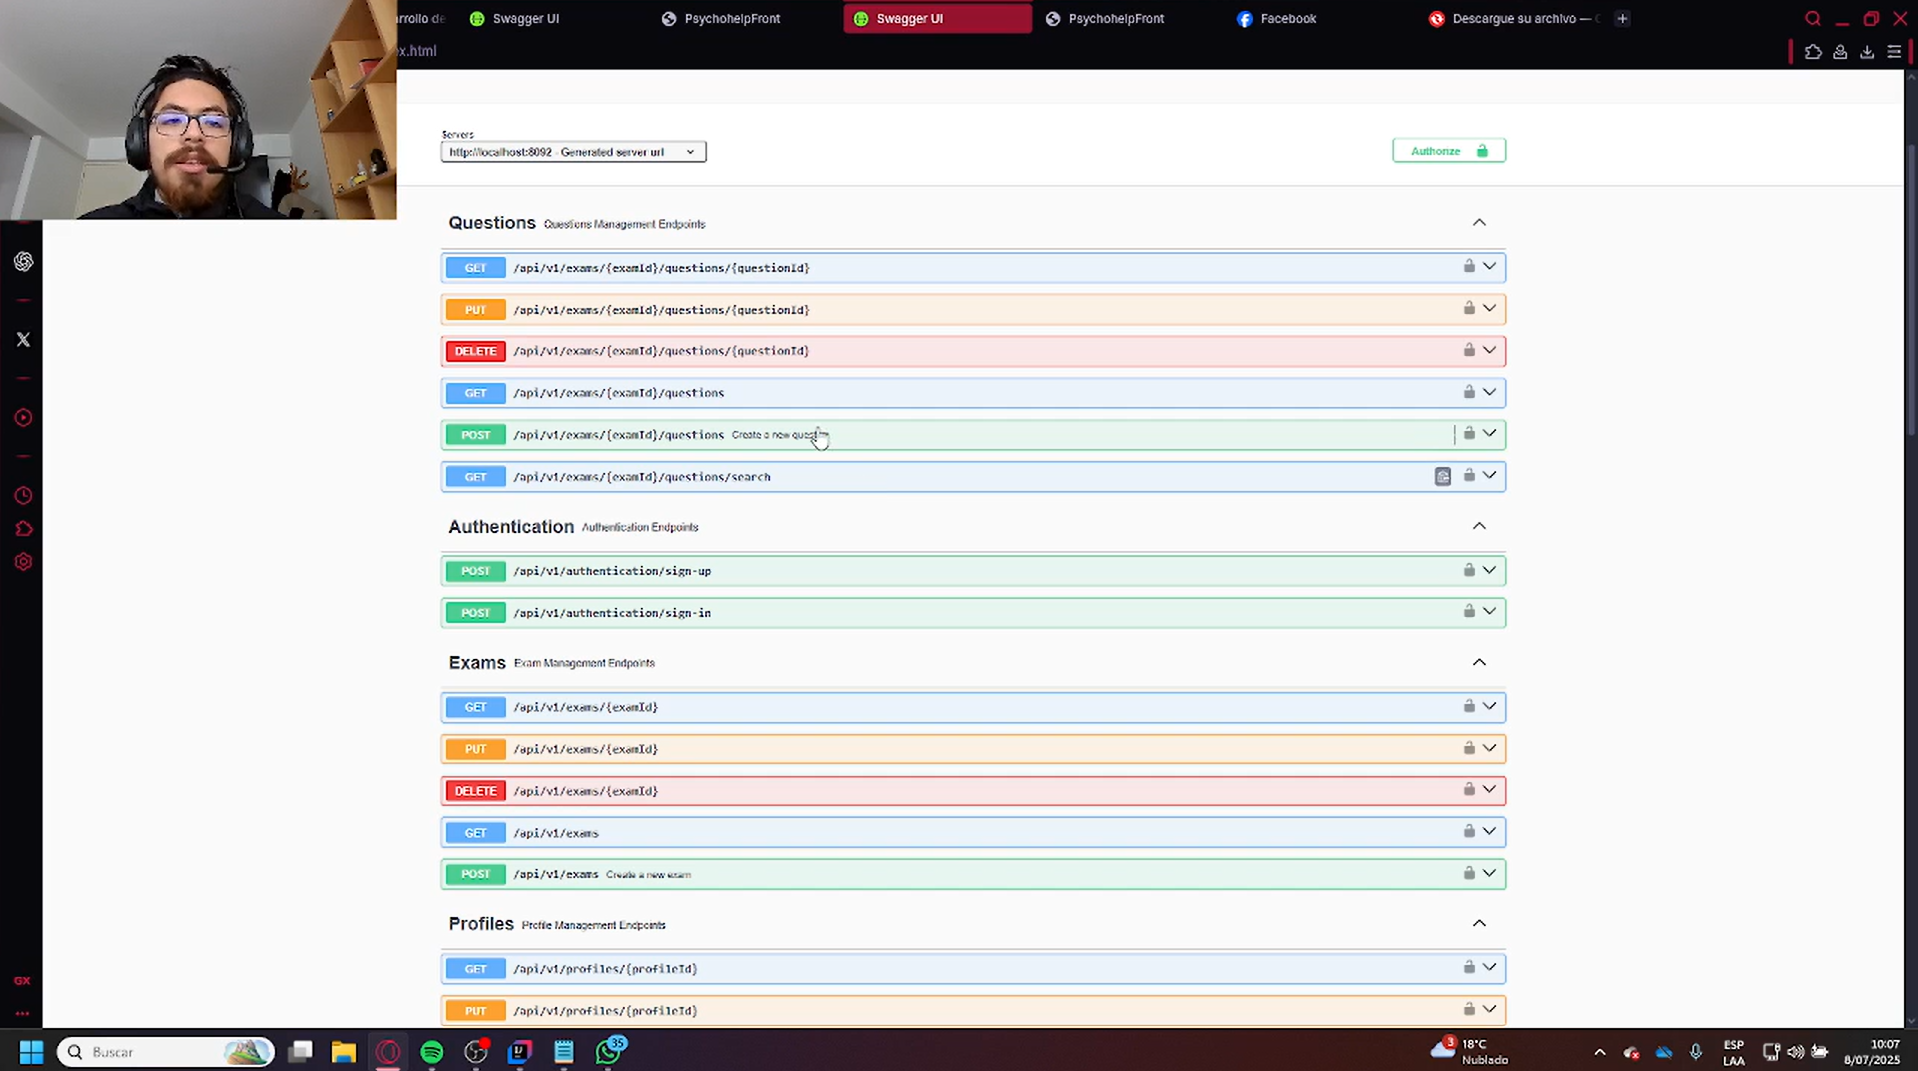 arrollo de
Swagger UI
PsychohelpFront
Swagger UI
PsychohelpFront
Facebook
Descargue su archivo —
ex.html
Servers
http://localhost:8092 - Generated server url
Authorize
Questions Questions Management Endpoints
GET /api/v1/exams/{examId}/questions/{questionId}
PUT /api/v1/exams/{examId}/questions/{questionId}
DELETE /api/v1/exams/{examId}/questions/{questionId}
GET /api/v1/exams/{examId}/questions
POST /api/v1/exams/{examId}/questions Create a new
GET /api/v1/exams/{examId}/questions/search
Authentication Authentication Endpoints
POST /api/v1/authentication/sign-up
POST /api/v1/authentication/sign-in
Exams Exam Management Endpoints
GET /api/v1/exams/{examId}
PUT /api/v1/exams/{examId}
DELETE /api/v1/exams/{examId}
GET /api/v1/exams
POST /api/v1/exams Create a new exam
Profiles Profile Management Endpoints
GET /api/v1/profiles/{profileId}
PUT /api/v1/profiles/{profileId}
GX
Buscar
35
3
18°C
Nublado
ESP
LAA
10:07
8/07/2025